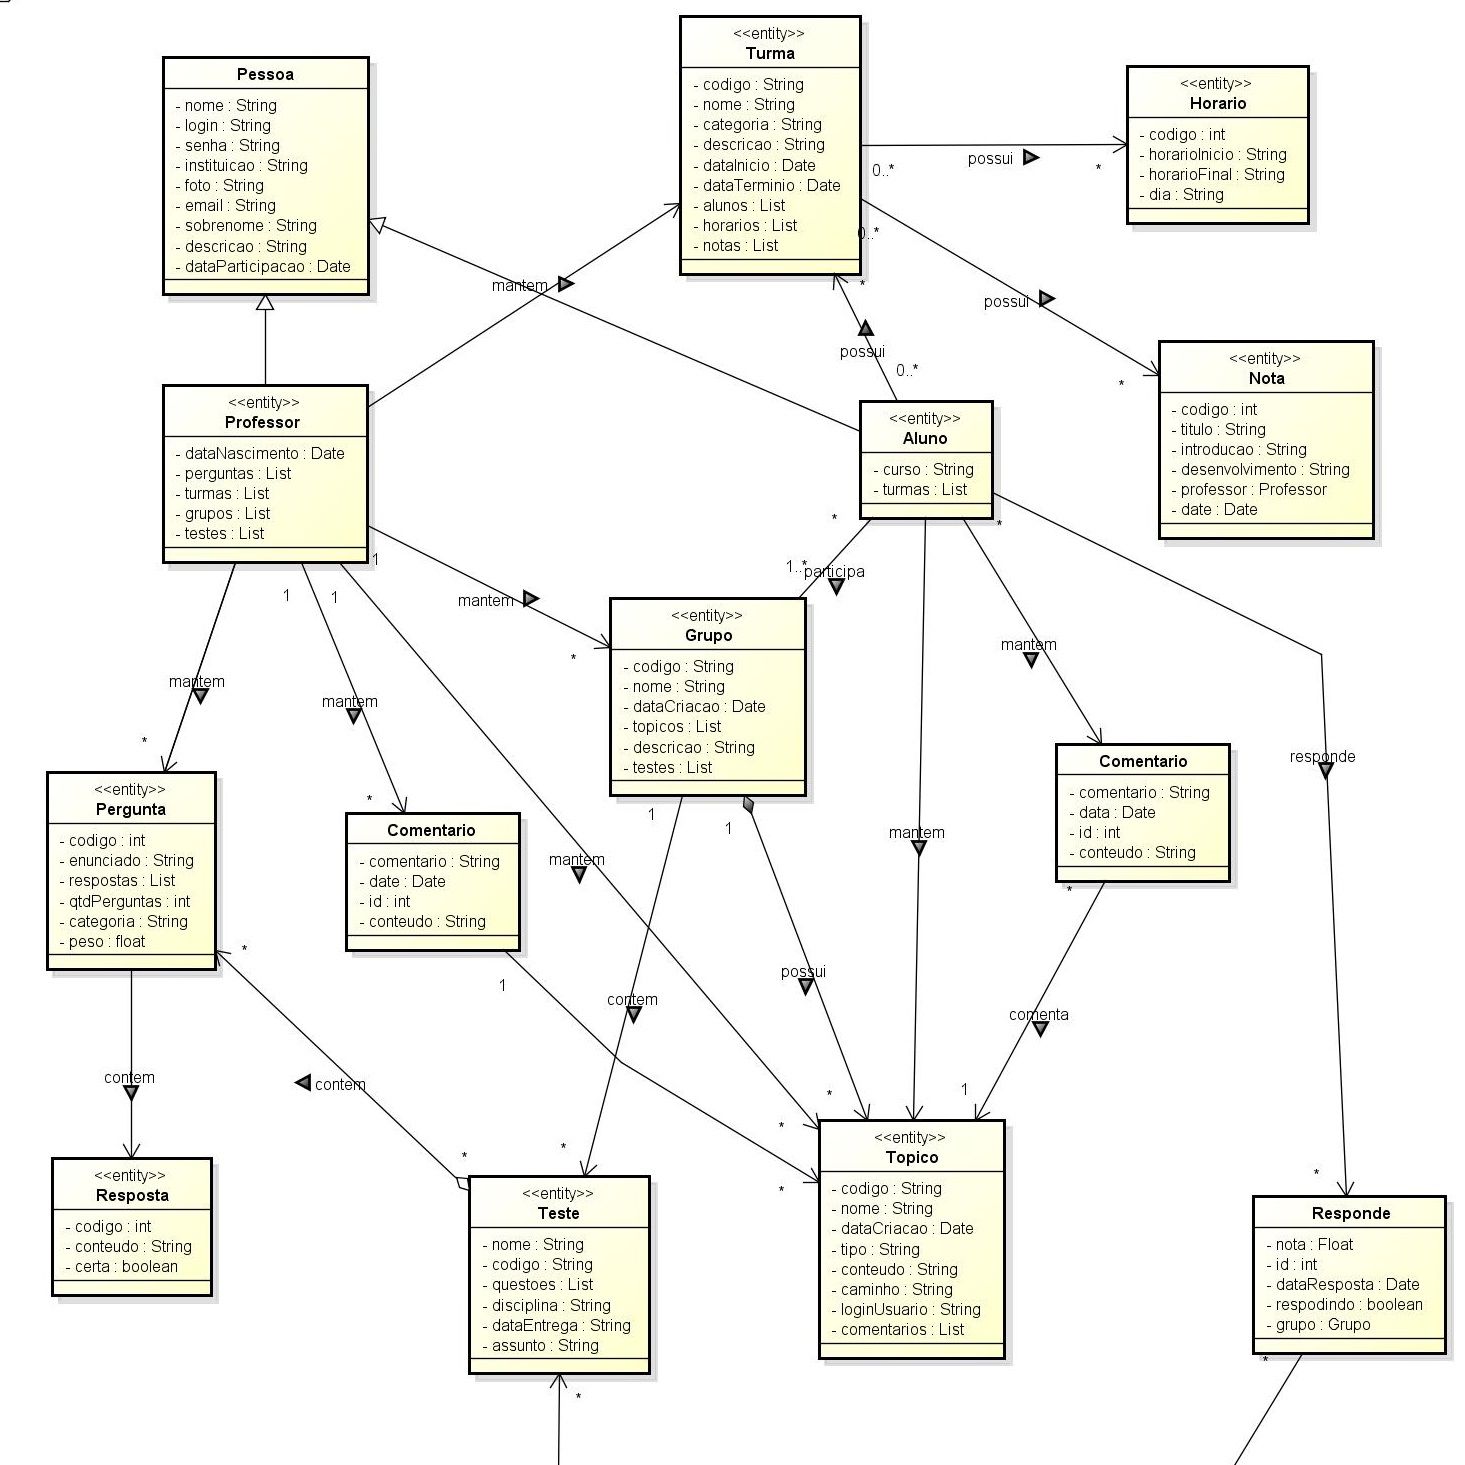 Pessoa
- nome : String
- login : String
- senha : String
- instituicao : String
- foto : String
- email : String
- sobrenome : String
- descricao : String
- dataParticipacao : Date
<<entity>>
Turma
- codigo : String
- nome : String
- categoria : String
- descricao : String
- dataInicio : Date
- dataTerminio : Date
- alunos : List
- horarios : List
- notas : List
<<entity>>
Horario
- codigo : int
- horarioInicio : String
- horarioFinal : String
- dia : String
possui
0..*
*
0..*
possui
*
mantem
*
possui
0..*
<<entity>>
Nota
- codigo : int
- titulo : String
- introducao : String
- desenvolvimento : String
- professor : Professor
- date : Date
<<entity>>
Professor
- dataNascimento : Date
- perguntas : List
- turmas : List
- grupos : List
- testes : List
<<entity>>
Aluno
- curso : String
- turmas : List
*
*
1
1
1
1..*
participa
mantem
*
<<entity>>
Grupo
- codigo : String
- nome : String
- dataCriacao : Date
- topicos : List
- descricao : String
- testes : List
mantem
mantem
mantem
*
*
responde
<<entity>>
Pergunta
- codigo : int
- enunciado : String
- respostas : List
- qtdPerguntas : int
- categoria : String
- peso : float
Comentario
- comentario : String
- date : Date
- id : int
- conteudo : String
Comentario
- comentario : String
- data : Date
- id : int
- conteudo : String
1
1
mantem
mantem
*
*
1
possui
contem
comenta
contem
contem
1
*
*
*
*
*
*
*
<<entity>>
Resposta
- codigo : int
- conteudo : String
- certa : boolean
<<entity>>
Teste
- nome : String
- codigo : String
- questoes : List
- disciplina : String
- dataEntrega : String
- assunto : String
*
<<entity>>
Topico
- codigo : String
- nome : String
- dataCriacao : Date
- tipo : String
- conteudo : String
- caminho : String
- loginUsuario : String
- comentarios : List
Responde
- nota : Float
- id : int
- dataResposta : Date
- respodindo : boolean
- grupo : Grupo
*